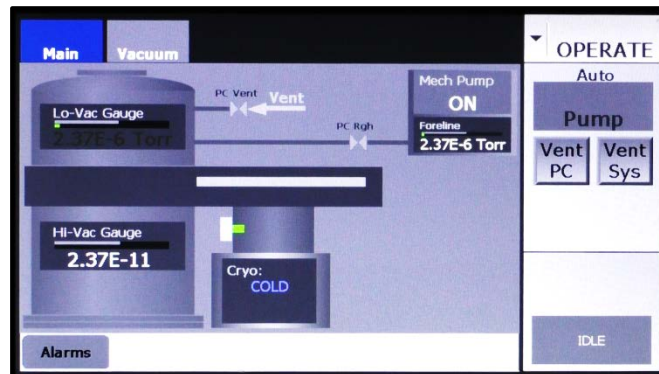 Main
Vacuum
OPERATE
Auto
Pump
Vent
PC
Vent
Sys
IDLE
PC Vent
Vent
Mech Pump
ON
Foreline
2.37E-6 Torr
PC Rgh
Lo-Vac Gauge
2.37E-6 Torr
Hi-Vac Gauge
2.37E-11
Cryo:
COLD
Alarms